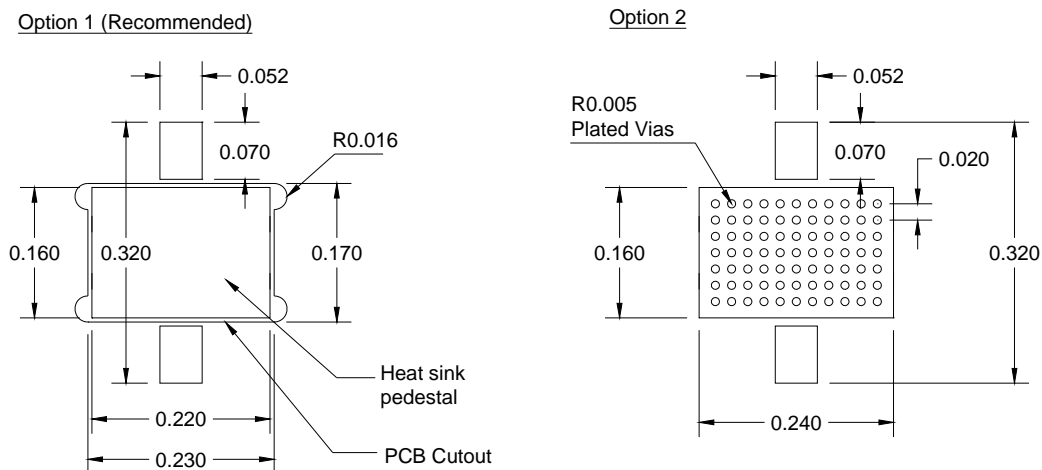 Option 1 (Recommended)
0.052
0.070
R0.016
0.160
0.320
0.170
Heat sink
pedestal
0.220
PCB Cutout
0.230
Option 2
0.052
R0.005
Plated Vias
0.070
0.020
0.160
0.320
0.240